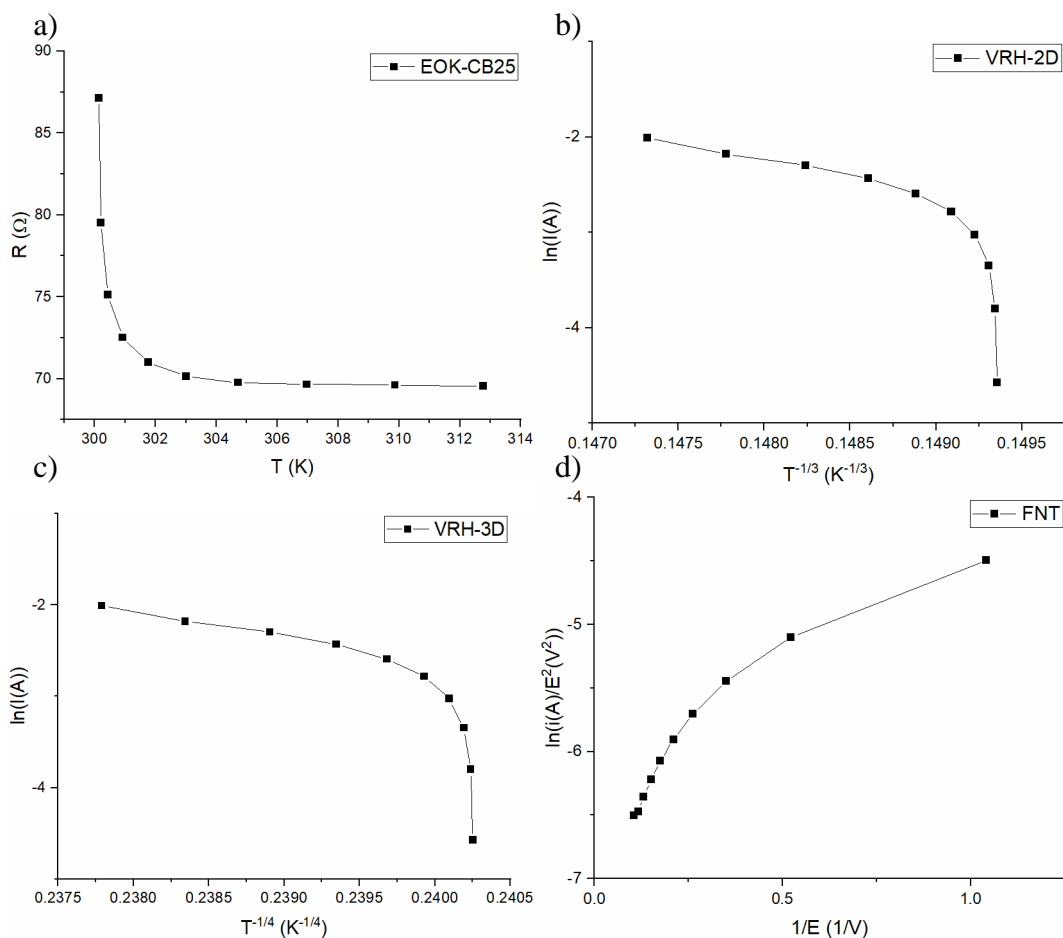 a)
EOK-CB25
90
85
80
75
70
R (Ω)
300 302 304 306 308 310 312 314
T (K)
b)
VRH-2D
-2
-4
ln(I(A))
0.1470 0.1475 0.1480 0.1485 0.1490 0.1495
T-1/3 (K-1/3)
c)
VRH-3D
-2
-4
ln(I(A))
0.2375 0.2380 0.2385 0.2390 0.2395 0.2400 0.2405
T-1/4 (K-1/4)
d)
FNT
-4
-5
-6
-7
ln(i(A)/E2(V2))
0.0 0.5 1.0
1/E (1/V)